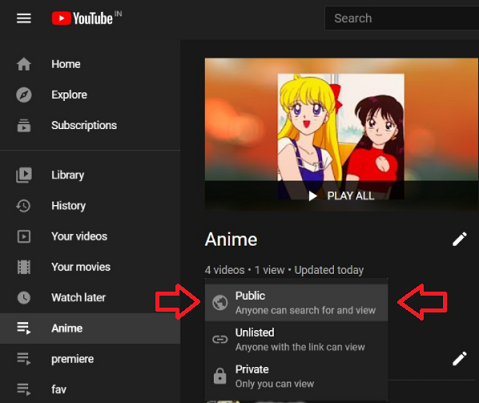 YouTube IN
Search
Home
Explore
Subscriptions
Library
History
Your videos
Your movies
Watch later
Anime
premiere
fav
PLAY ALL
Anime
4 videos • 1 view • Updated today
Public
Anyone can search for and view
Unlisted
Anyone with the link can view
Private
Only you can view